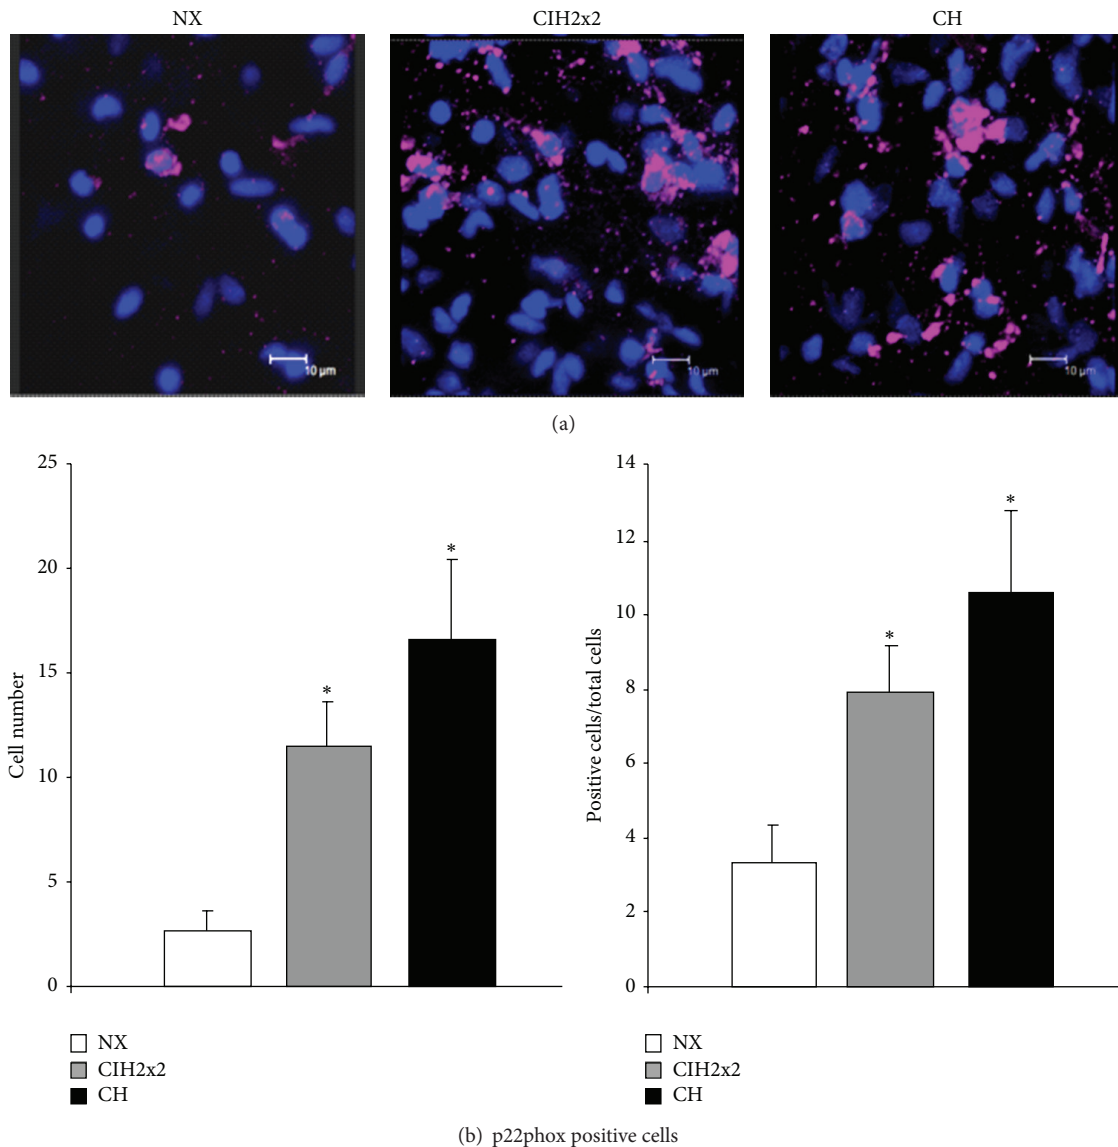 NX CIH2x2 CH
10 μm 10 μm 10 μm
(a)
25
20
15
10
5
0
Cell number
*
*
NX
CIH2x2
CH
14
12
10
8
6
4
2
0
Positive cells/total cells
*
*
NX
CIH2x2
CH
(b) p22phox positive cells